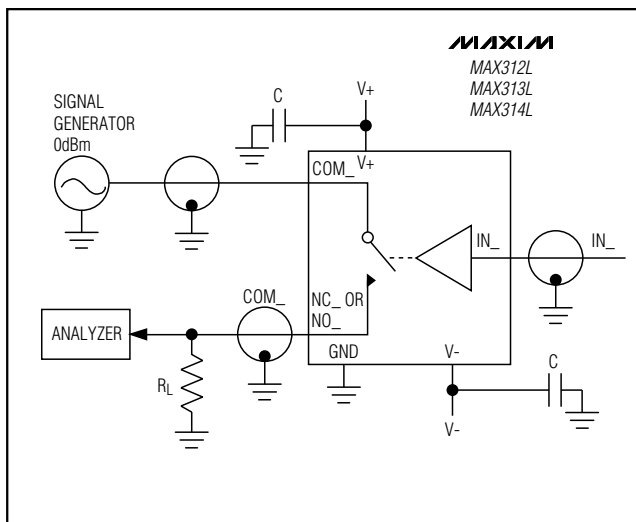 MAXIM
MAX312L
MAX313L
MAX314L
SIGNAL
GENERATOR
0dBm
C
V+
V+
COM_
IN_
IN_
COM_
NC_ OR
NO_
ANALYZER
GND
V-
C
RL
V-